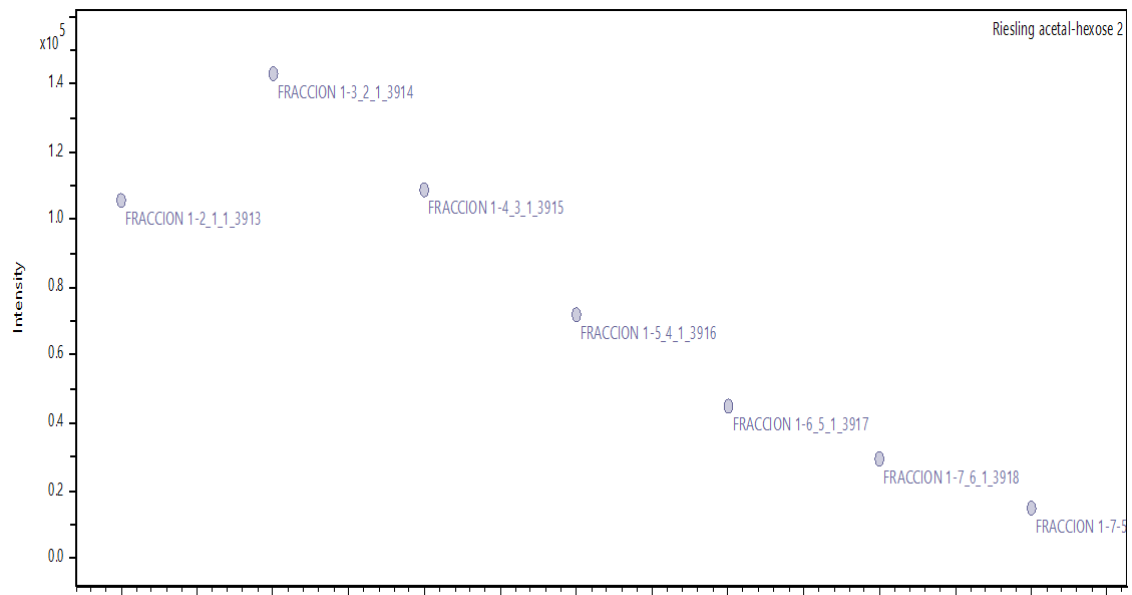 Riesling acetal-hexose 2
x10 5
1.4
FRACCION 1-3_2_1_3914
1.2
FRACCION 1-4_3_1_3915
1.0
FRACCION 1-2_1_1_3913
0.8
Intensity
FRACCION 1-5_4_1_3916
0.6
0.4
FRACCION 1-6_5_1_3917
FRACCION 1-7_6_1_3918
0.2
FRACCION 1-7-5
0.0